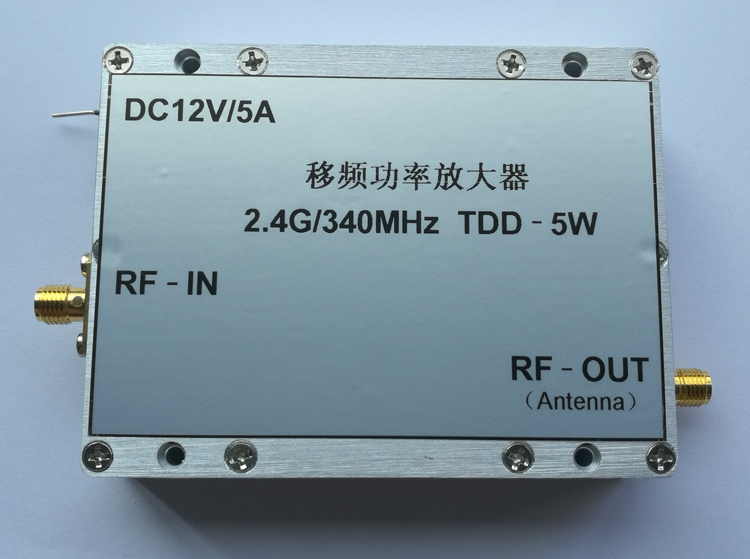 DC12V/5A
移频功率放大器
2.4G/340MHz TDD - 5W
RF - IN
RF - OUT
（Antenna）